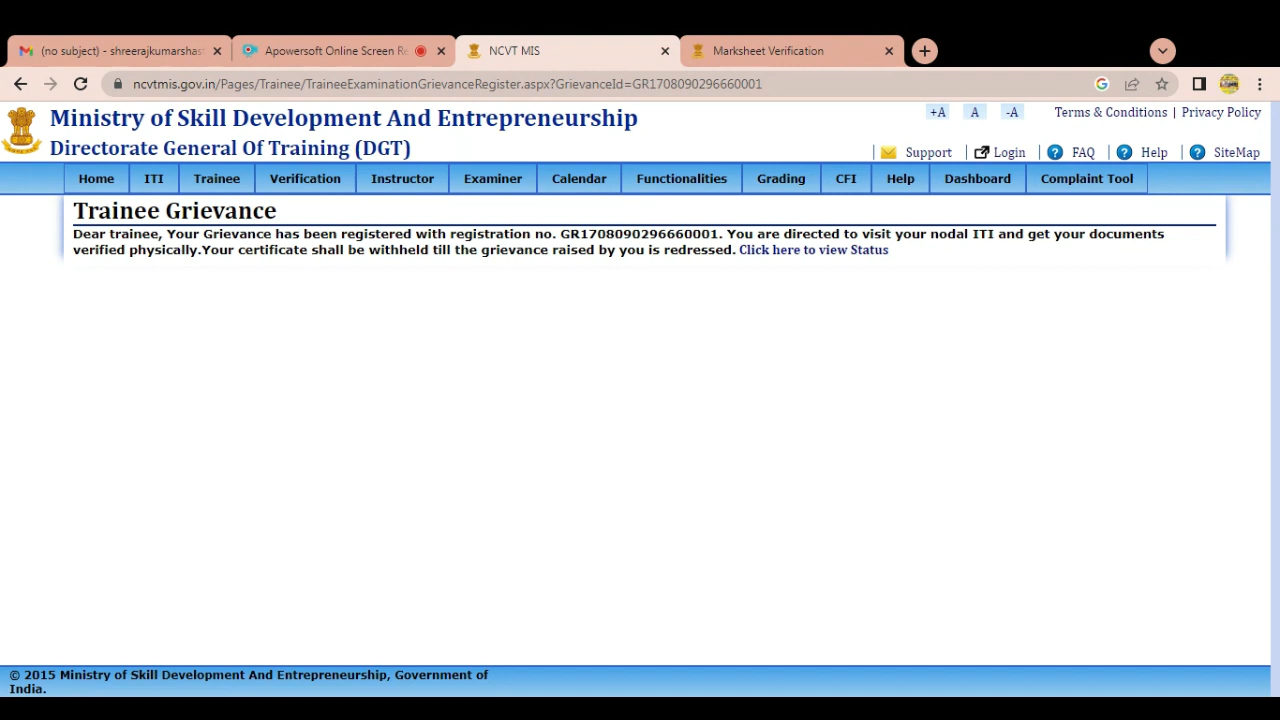 (no subject) - shreerajkumarshas
Apowersoft Online Screen Re
NCVT MIS
Marksheet Verification
ncvtmis.gov.in/Pages/Trainee/TraineeExaminationGrievanceRegister.aspx?GrievanceId=GR1708090296660001
Ministry of Skill Development And Entrepreneurship
+A A -A Terms & Conditions | Privacy Policy
Directorate General Of Training (DGT)
| Support | Login | FAQ | Help | SiteMap
Home ITI Trainee Verification Instructor Examiner Calendar Functionalities Grading CFI Help Dashboard Complaint Tool
Trainee Grievance
Dear trainee, Your Grievance has been registered with registration no. GR1708090296660001. You are directed to visit your nodal ITI and get your documents
verified physically.Your certificate shall be withheld till the grievance raised by you is redressed. Click here to view Status
© 2015 Ministry of Skill Development And Entrepreneurship, Government of
India.